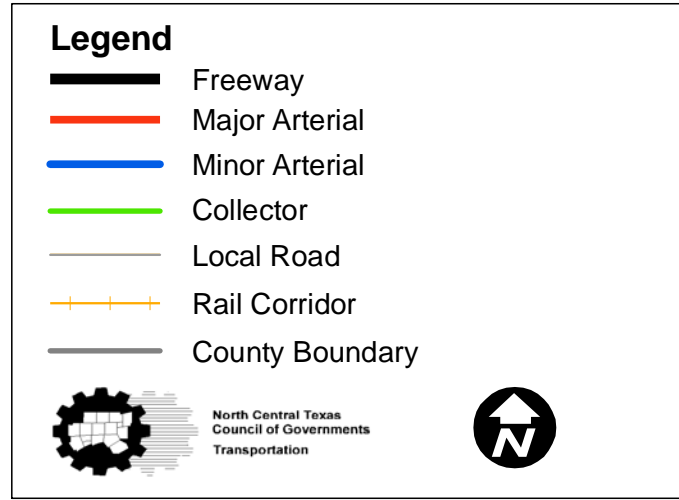 Legend
Freeway
Major Arterial
Minor Arterial
Collector
Local Road
Rail Corridor
County Boundary
North Central Texas
Council of Governments
Transportation
N